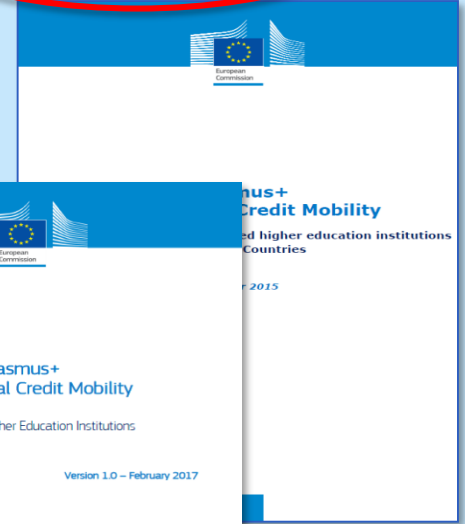 European
Commission
nus+
Credit Mobility
ed higher education institutions
Countries
r 2015
European
Commission
asmus+
al Credit Mobility
her Education Institutions
Version 1.0 – February 2017